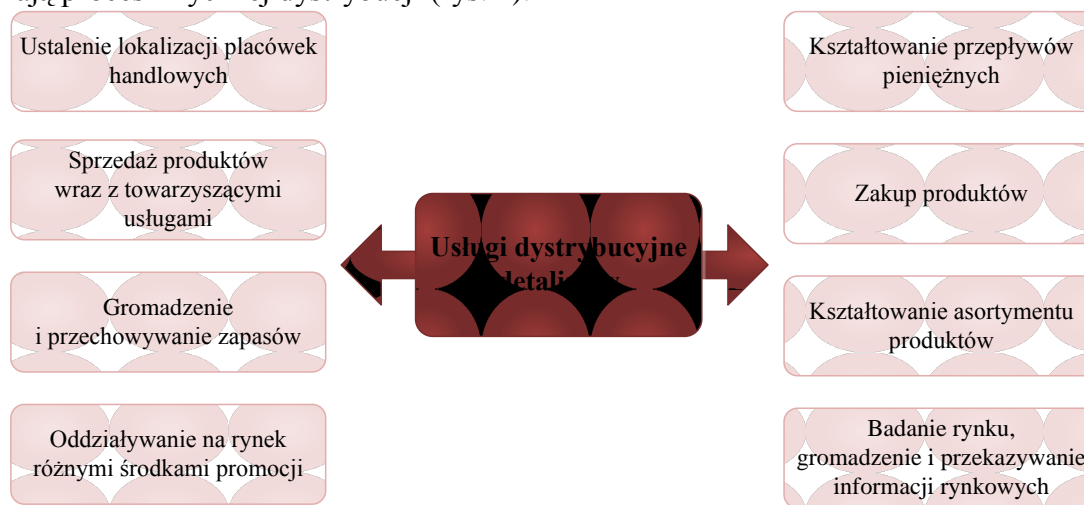 Ustalenie lokalizacji placówek
handlowych
Sprzedaż produktów
wraz z towarzyszącymi
usługami
Gromadzenie
i przechowywanie zapasów
Oddziaływanie na rynek
różnymi środkami promocji
Usługi dystrybucyjne
Kształtowanie przepływów
pieniężnych
Zakup produktów
Kształtowanie asortymentu
produktów
Badanie rynku,
gromadzenie i przekazywanie
informacji rynkowych